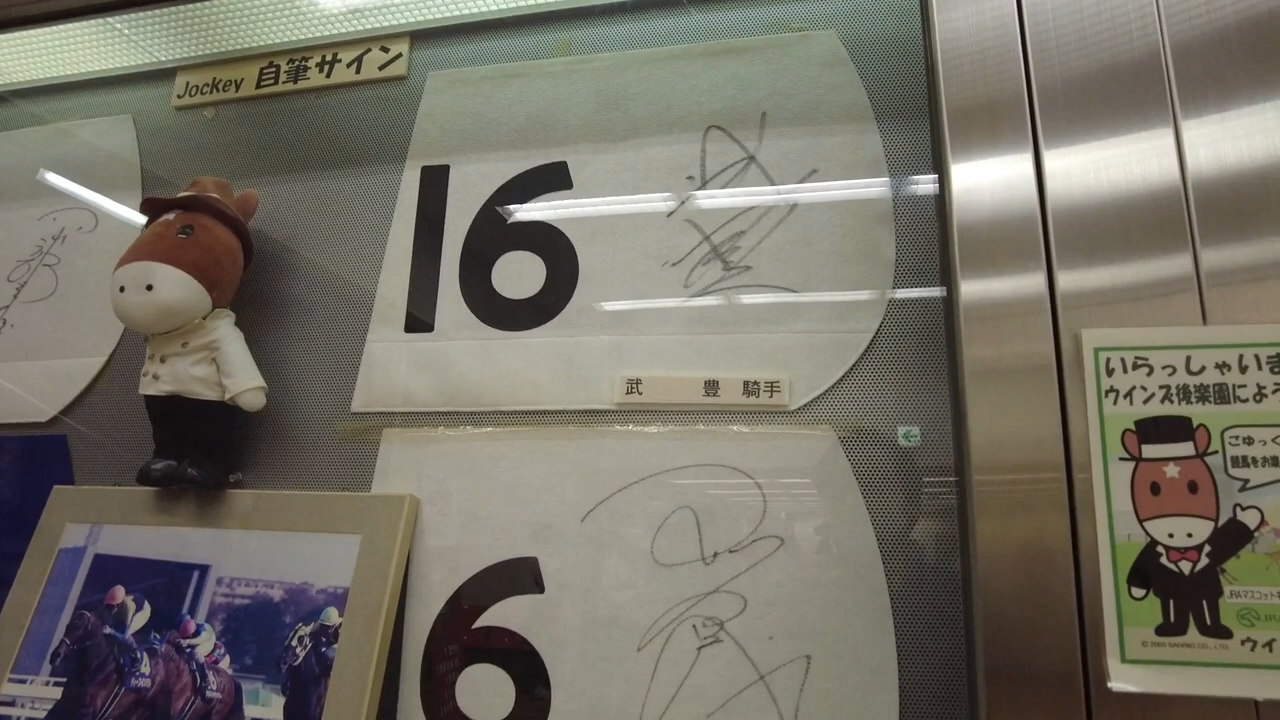 Jockey 自筆サイン
16
武 豊 騎手
6
いらっしゃいま
ウインズ後楽園によう
ごゆっく
競馬をお楽
JRAマスコットキ
© 2003 SANRIO CO., LTD.
ウイ